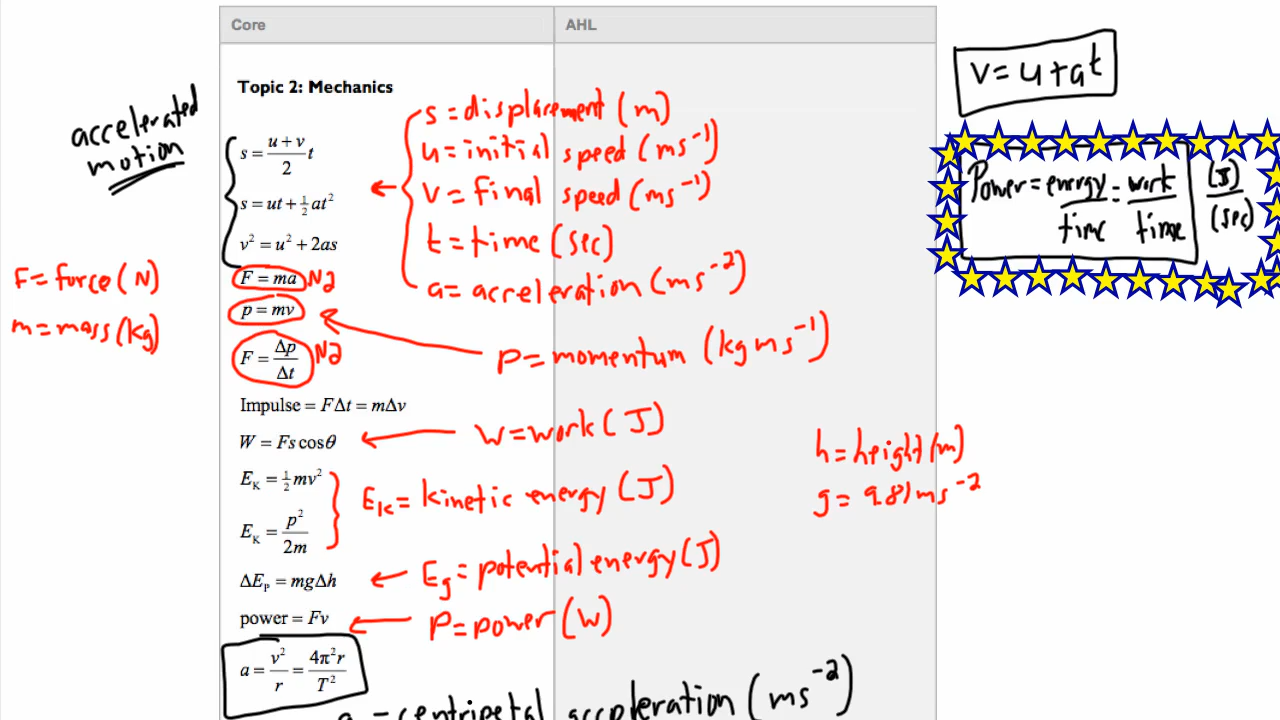 Core
AHL
Topic 2: Mechanics
accelerated
motion
s = (u + v)/2 t
s = ut + ½at²
v² = u² + 2as
F = ma N2
p = mv
F = Δp/Δt N2
Impulse = FΔt = mΔv
W = Fs cosθ
E_K = ½mv²
E_K = p²/2m
ΔE_P = mgΔh
power = Fv
a = v²/r = 4π²r/T²
s = displacement (m)
u = initial speed (ms⁻¹)
v = final speed (ms⁻¹)
t = time (sec)
a = acceleration (ms⁻²)
F = force (N)
m = mass (kg)
p = momentum (kg ms⁻¹)
W = work (J)
E_K = kinetic energy (J)
E_g = potential energy (J)
P = power (W)
h = height (m)
g = 9.81 ms⁻²
a = centripetal acceleration (ms⁻²)
v = u + at
Power = energy/time = work/time (J)/(sec)